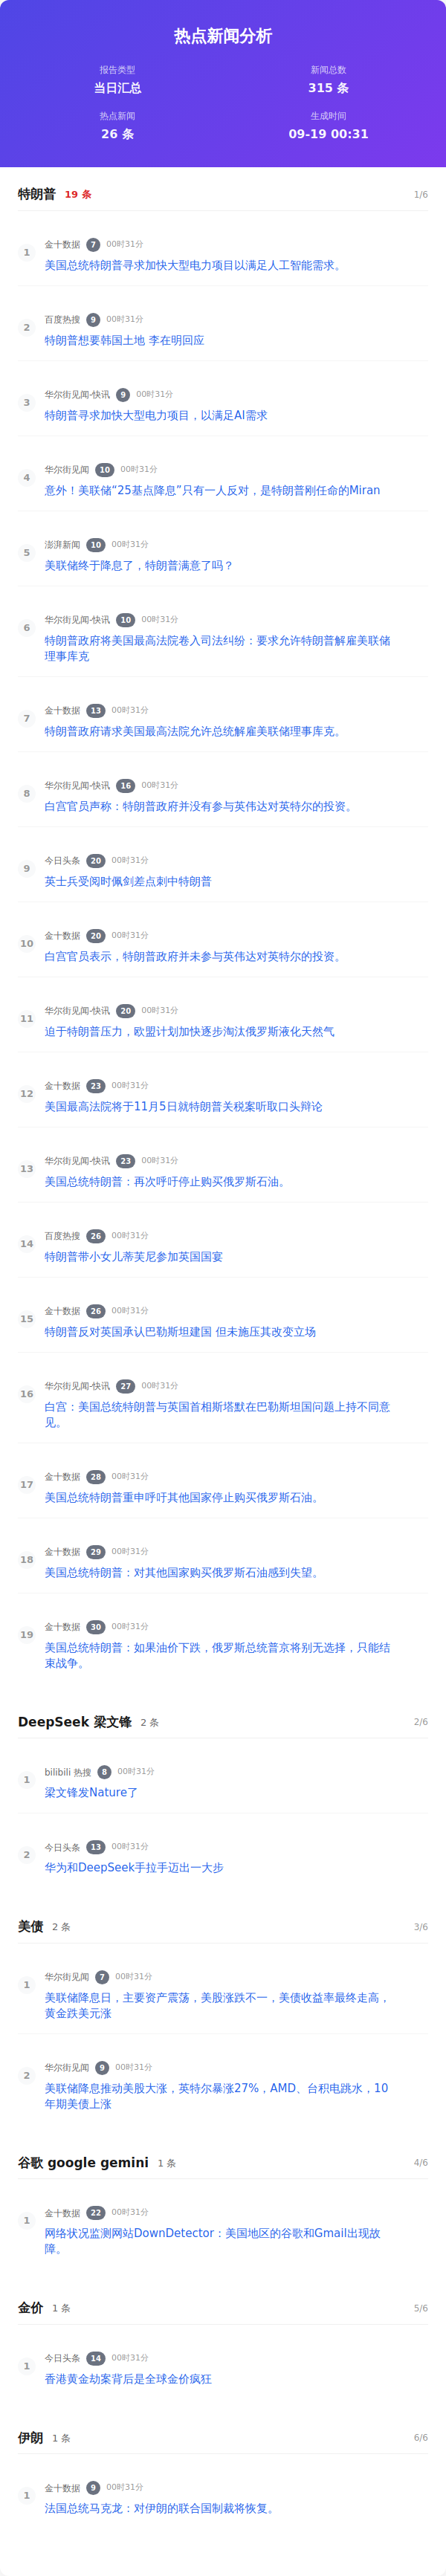 热点新闻分析
报告类型
当日汇总
新闻总数
315 条
热点新闻
26 条
生成时间
09-19 00:31
特朗普 19 条 1/6
1
金十数据 7 00时31分
美国总统特朗普寻求加快大型电力项目以满足人工智能需求。
2
百度热搜 9 00时31分
特朗普想要韩国土地 李在明回应
3
华尔街见闻-快讯 9 00时31分
特朗普寻求加快大型电力项目，以满足AI需求
4
华尔街见闻 10 00时31分
意外！美联储“25基点降息”只有一人反对，是特朗普刚任命的Miran
5
澎湃新闻 10 00时31分
美联储终于降息了，特朗普满意了吗？
6
华尔街见闻-快讯 10 00时31分
特朗普政府将美国最高法院卷入司法纠纷：要求允许特朗普解雇美联储
理事库克
7
金十数据 13 00时31分
特朗普政府请求美国最高法院允许总统解雇美联储理事库克。
8
华尔街见闻-快讯 16 00时31分
白宫官员声称：特朗普政府并没有参与英伟达对英特尔的投资。
9
今日头条 20 00时31分
英士兵受阅时佩剑差点刺中特朗普
10
金十数据 20 00时31分
白宫官员表示，特朗普政府并未参与英伟达对英特尔的投资。
11
华尔街见闻-快讯 20 00时31分
迫于特朗普压力，欧盟计划加快逐步淘汰俄罗斯液化天然气
12
金十数据 23 00时31分
美国最高法院将于11月5日就特朗普关税案听取口头辩论
13
华尔街见闻-快讯 23 00时31分
美国总统特朗普：再次呼吁停止购买俄罗斯石油。
14
百度热搜 26 00时31分
特朗普带小女儿蒂芙尼参加英国国宴
15
金十数据 26 00时31分
特朗普反对英国承认巴勒斯坦建国 但未施压其改变立场
16
华尔街见闻-快讯 27 00时31分
白宫：美国总统特朗普与英国首相斯塔默在巴勒斯坦国问题上持不同意
见。
17
金十数据 28 00时31分
美国总统特朗普重申呼吁其他国家停止购买俄罗斯石油。
18
金十数据 29 00时31分
美国总统特朗普：对其他国家购买俄罗斯石油感到失望。
19
金十数据 30 00时31分
美国总统特朗普：如果油价下跌，俄罗斯总统普京将别无选择，只能结
束战争。
DeepSeek 梁文锋 2 条 2/6
1
bilibili 热搜 8 00时31分
梁文锋发Nature了
2
今日头条 13 00时31分
华为和DeepSeek手拉手迈出一大步
美债 2 条 3/6
1
华尔街见闻 7 00时31分
美联储降息日，主要资产震荡，美股涨跌不一，美债收益率最终走高，
黄金跌美元涨
2
华尔街见闻 9 00时31分
美联储降息推动美股大涨，英特尔暴涨27%，AMD、台积电跳水，10
年期美债上涨
谷歌 google gemini 1 条 4/6
1
金十数据 22 00时31分
网络状况监测网站DownDetector：美国地区的谷歌和Gmail出现故
障。
金价 1 条 5/6
1
今日头条 14 00时31分
香港黄金劫案背后是全球金价疯狂
伊朗 1 条 6/6
1
金十数据 9 00时31分
法国总统马克龙：对伊朗的联合国制裁将恢复。